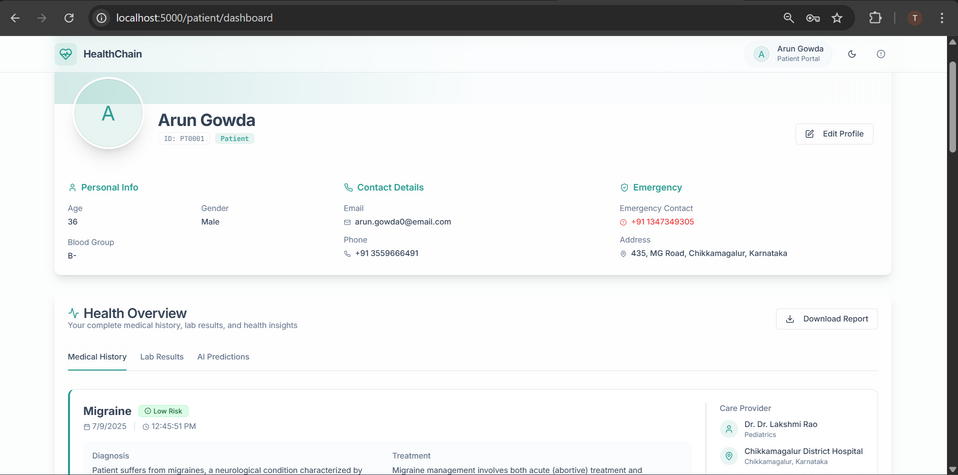 localhost:5000/patient/dashboard
T
HealthChain
A
Arun Gowda
Patient Portal
A
Arun Gowda
ID: PT0001
Patient
Edit Profile
Personal Info
Age
Gender
36
Male
Blood Group
B-
Contact Details
Email
arun.gowda0@email.com
Phone
+91 3559666491
Emergency
Emergency Contact
+91 1347349305
Address
435, MG Road, Chikkamagalur, Karnataka
Health Overview
Your complete medical history, lab results, and health insights
Download Report
Medical History
Lab Results
AI Predictions
Migraine
Low Risk
7/9/2025
12:45:51 PM
Diagnosis
Patient suffers from migraines, a neurological condition characterized by
Treatment
Migraine management involves both acute (abortive) treatment and
Care Provider
Dr. Dr. Lakshmi Rao
Pediatrics
Chikkamagalur District Hospital
Chikkamagalur, Karnataka